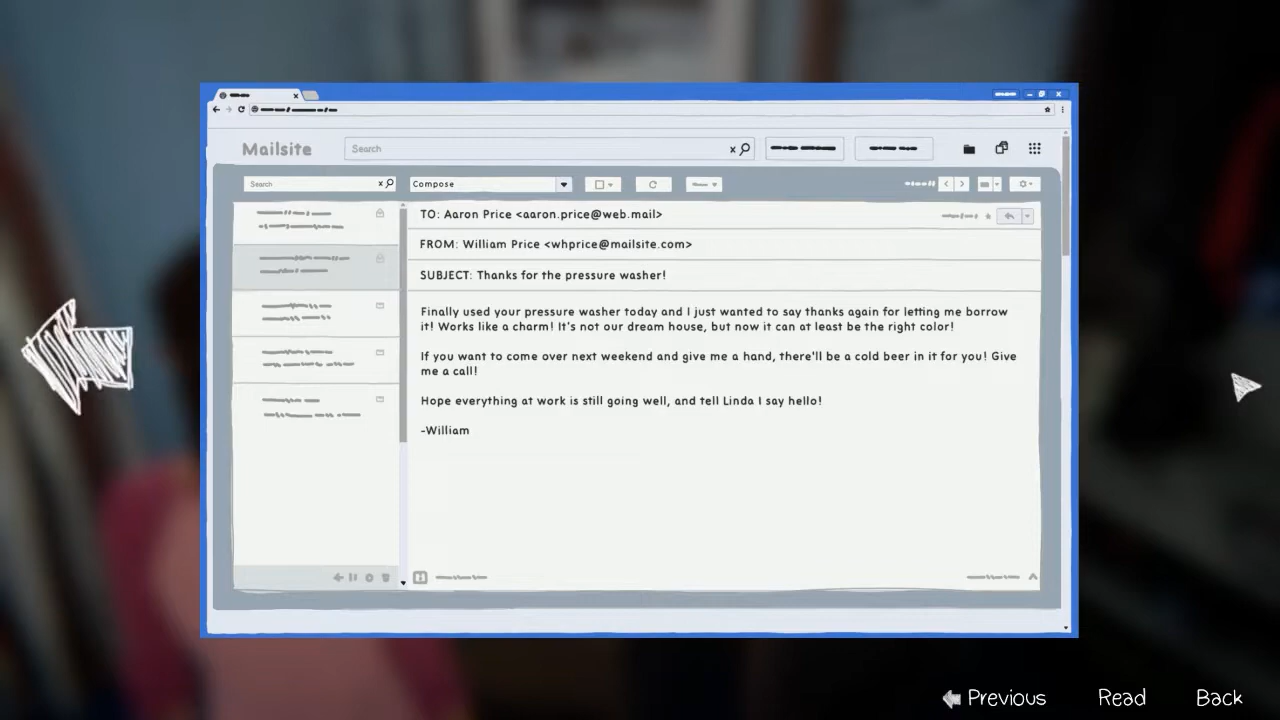 Mailsite
Search
x
Search
x
Compose
TO: Aaron Price <aaron.price@web.mail>
FROM: William Price <whprice@mailsite.com>
SUBJECT: Thanks for the pressure washer!
Finally used your pressure washer today and I just wanted to say thanks again for letting me borrow
it! Works like a charm! It's not our dream house, but now it can at least be the right color!
If you want to come over next weekend and give me a hand, there'll be a cold beer in it for you! Give
me a call!
Hope everything at work is still going well, and tell Linda I say hello!
-William
Previous
Read
Back